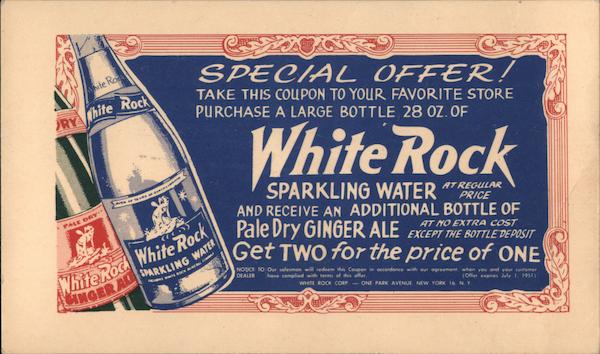 SPECIAL OFFER!
TAKE THIS COUPON TO YOUR FAVORITE STORE
PURCHASE A LARGE BOTTLE 28 OZ. OF
White Rock
SPARKLING WATER AT REGULAR PRICE
AND RECEIVE AN ADDITIONAL BOTTLE OF
Pale Dry GINGER ALE AT NO EXTRA COST EXCEPT THE BOTTLE DEPOSIT
Get TWO for the price of ONE
NOTICE TO DEALER
Our salesman will redeem this Coupon in accordance with our agreement when you and your customer
have complied with terms of this offer. (Offer expires July 1, 1951)
WHITE ROCK CORP. — ONE PARK AVENUE NEW YORK 16, N. Y.
White Rock
White Rock
White Rock
SPARKLING WATER
DRY
PALE DRY
White Rock
GINGER ALE